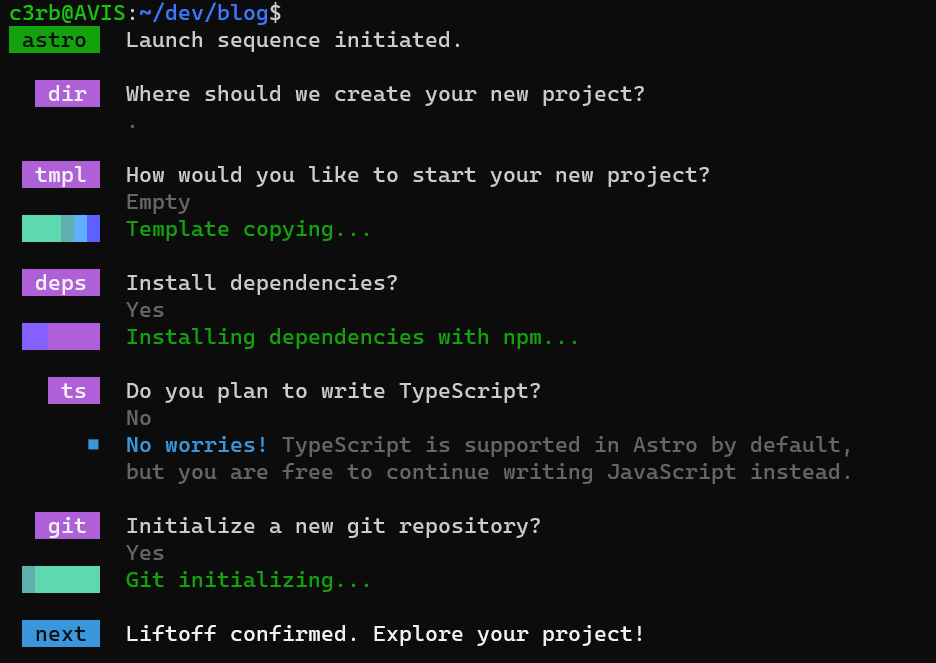 c3rb@AVIS:~/dev/blog$
astro Launch sequence initiated.
dir Where should we create your new project?
.
tmpl How would you like to start your new project?
Empty
Template copying...
deps Install dependencies?
Yes
Installing dependencies with npm...
ts Do you plan to write TypeScript?
No
No worries! TypeScript is supported in Astro by default,
but you are free to continue writing JavaScript instead.
git Initialize a new git repository?
Yes
Git initializing...
next Liftoff confirmed. Explore your project!